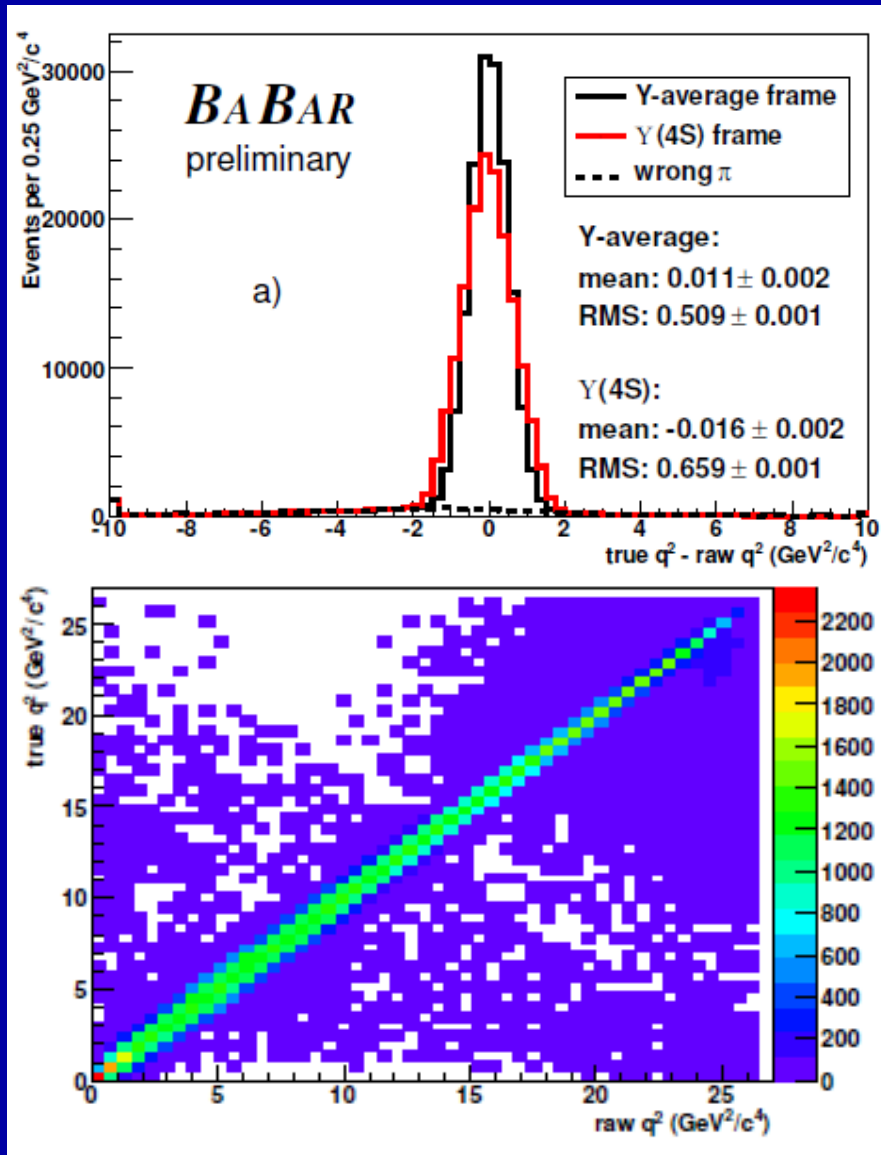 Events per 0.25 GeV²/c⁴
30000
20000
10000
0
BABAR
preliminary
a)
Y-average frame
ϒ(4S) frame
wrong π
Y-average:
mean: 0.011 ± 0.002
RMS: 0.509 ± 0.001
ϒ(4S):
mean: -0.016 ± 0.002
RMS: 0.659 ± 0.001
-10 -8 -6 -4 -2 0 2 4 6 8 10
true q² - raw q² (GeV²/c⁴)
true q² (GeV²/c⁴)
25
20
15
10
5
0
2200
2000
1800
1600
1400
1200
1000
800
600
400
200
0
0 5 10 15 20 25
raw q² (GeV²/c⁴)